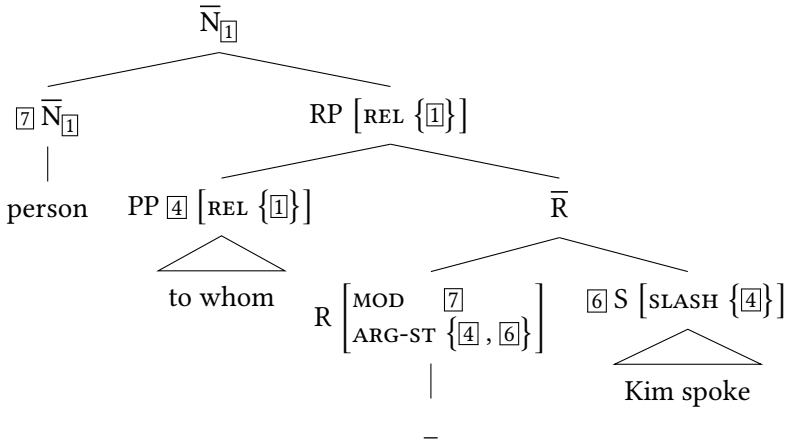 N̅[1]
[7] N̅[1] RP [REL {[1]}]
person PP [4] [REL {[1]}] R̅
to whom R [MOD [7] ARG-ST {[4] , [6]}] [6] S [SLASH {[4]}]
– Kim spoke